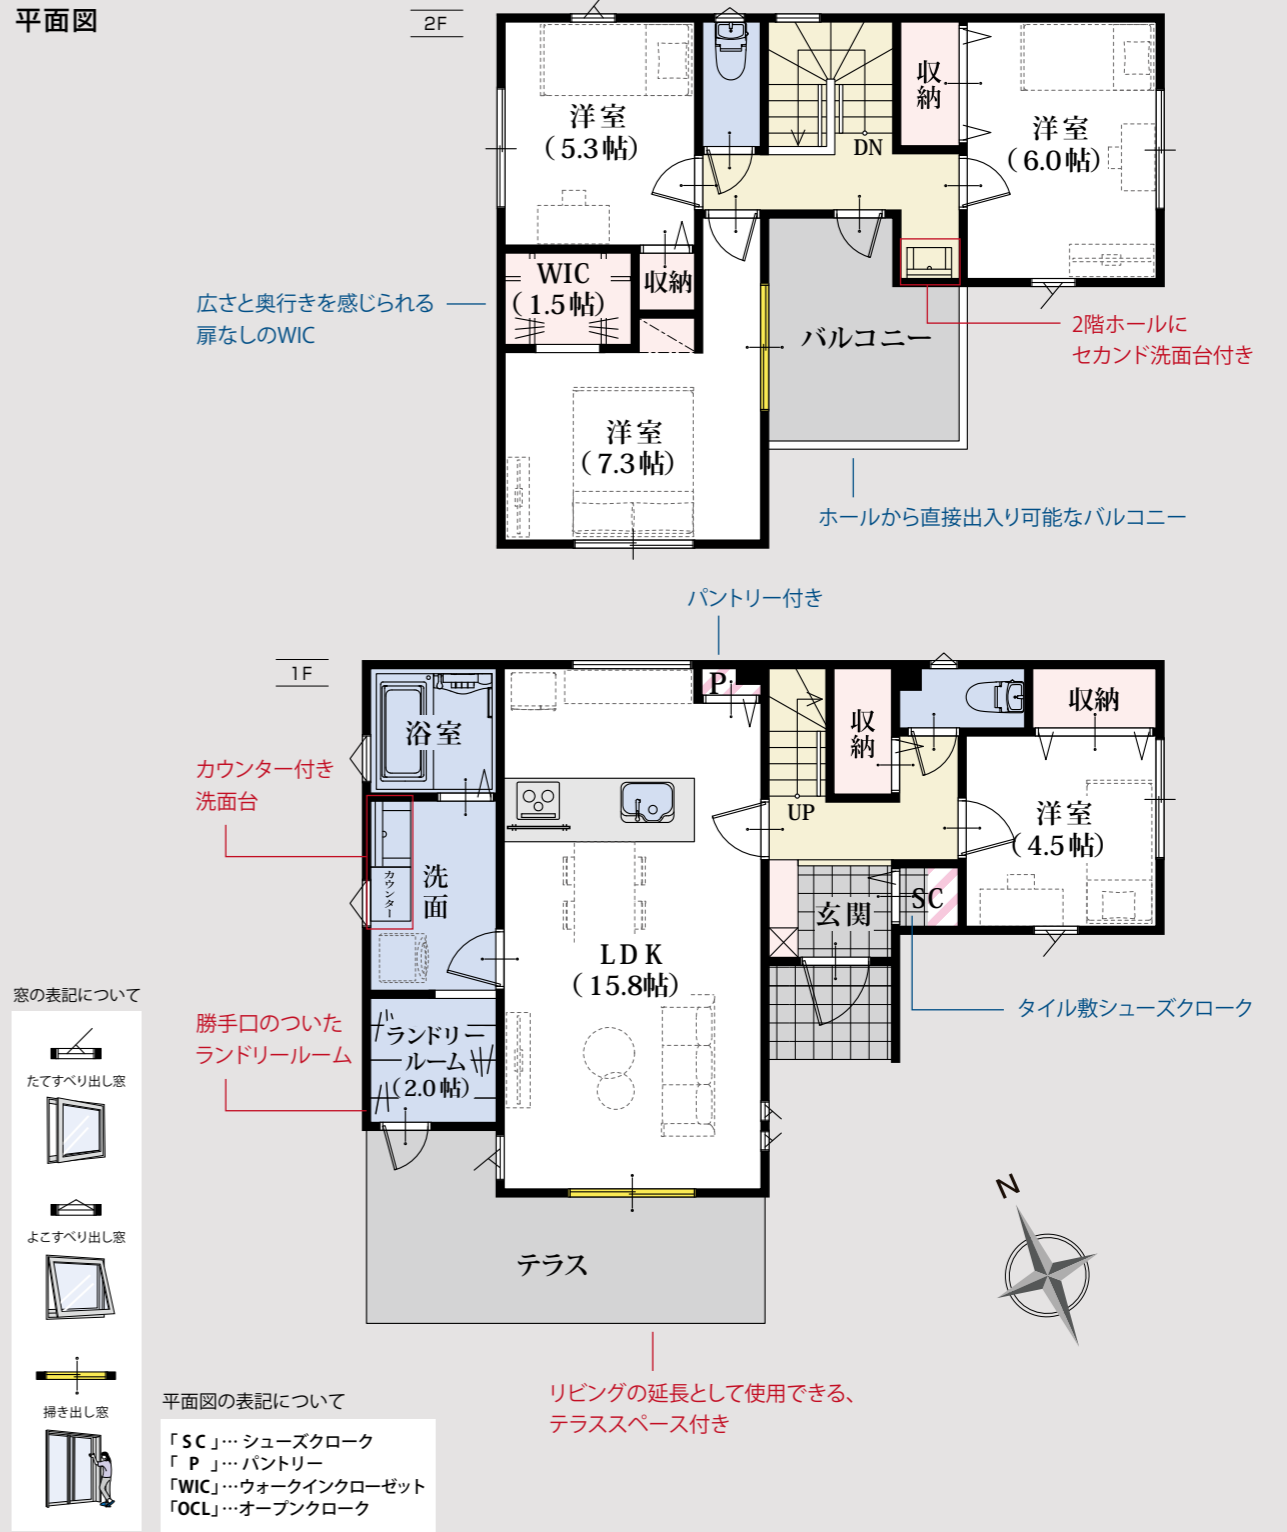 平面図
2F
洋室
(5.3帖)
DN
収納
洋室
(6.0帖)
WIC
(1.5帖)
収納
バルコニー
洋室
(7.3帖)
広さと奥行きを感じられる
扉なしのWIC
2階ホールに
セカンド洗面台付き
ホールから直接出入り可能なバルコニー
パントリー付き
1F
浴室
P
収納
収納
カウンター付き
洗面台
UP
洋室
(4.5帖)
洗面
カウンター
玄関
SC
LDK
(15.8帖)
タイル敷シューズクローク
勝手口のついた
ランドリールーム
ランドリー
ルーム
(2.0帖)
テラス
N
リビングの延長として使用できる、
テラススペース付き
窓の表記について
たてすべり出し窓
よこすべり出し窓
掃き出し窓
平面図の表記について
「SC」…シューズクローク
「P」…パントリー
「WIC」…ウォークインクローゼット
「OCL」…オープンクローク